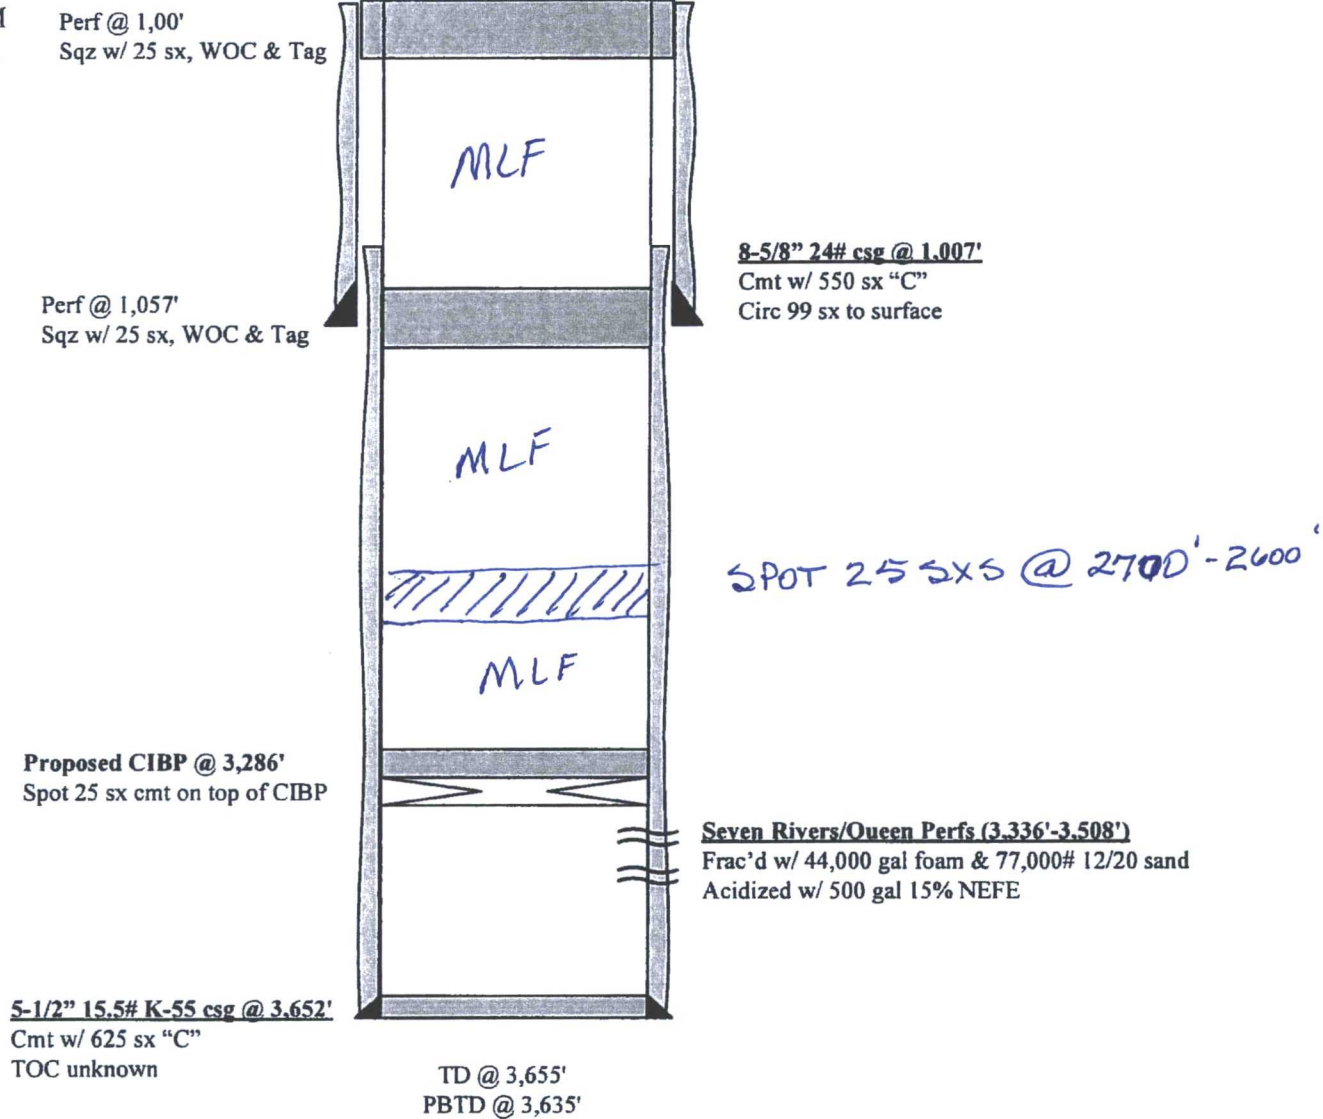 Perf @ 1,00'
Sqz w/ 25 sx, WOC & Tag
MLF
8-5/8” 24# csg @ 1,007'
Cmt w/ 550 sx “C”
Circ 99 sx to surface
Perf @ 1,057'
Sqz w/ 25 sx, WOC & Tag
MLF
SPOT 25 SXS @ 2700'-2600'
MLF
Proposed CIBP @ 3,286'
Spot 25 sx cmt on top of CIBP
Seven Rivers/Queen Perfs (3,336'-3,508')
Frac’d w/ 44,000 gal foam & 77,000# 12/20 sand
Acidized w/ 500 gal 15% NEFE
5-1/2” 15.5# K-55 csg @ 3,652'
Cmt w/ 625 sx “C”
TOC unknown
TD @ 3,655'
PBTD @ 3,635'